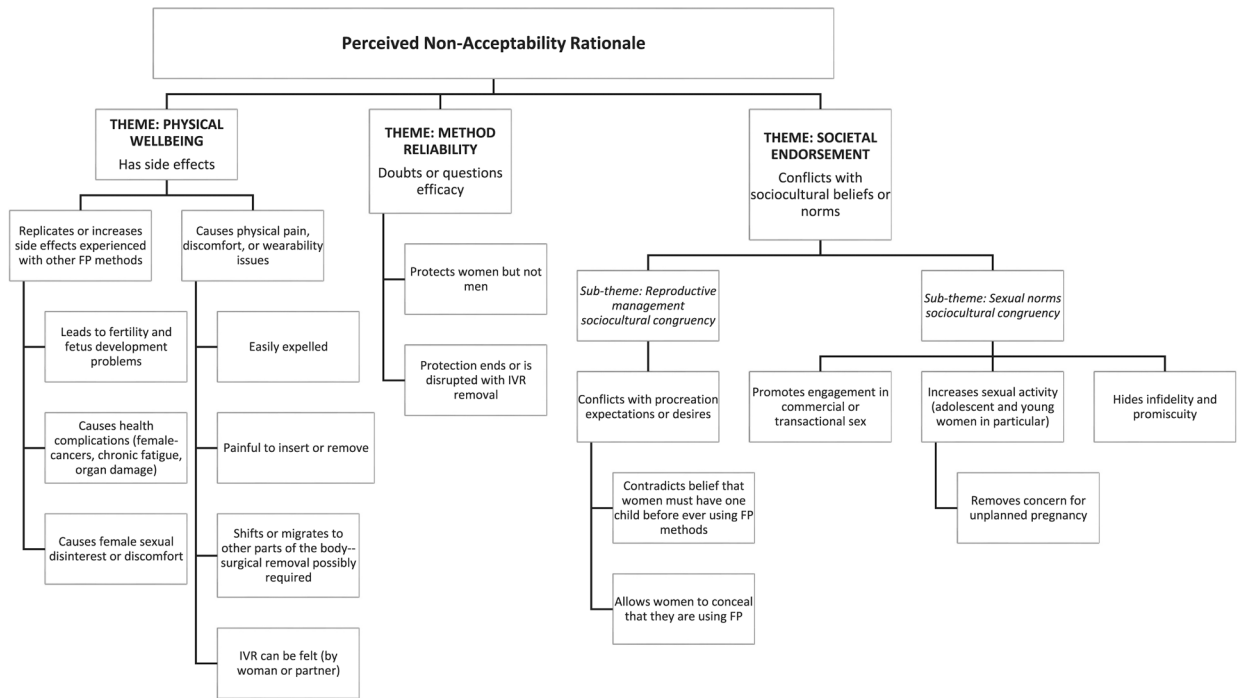 Perceived Non-Acceptability Rationale
THEME: PHYSICAL
WELLBEING
Has side effects
THEME: METHOD
RELIABILITY
Doubts or questions
efficacy
THEME: SOCIETAL
ENDORSEMENT
Conflicts with
sociocultural beliefs or
norms
Replicates or increases
side effects experienced
with other FP methods
Causes physical pain,
discomfort, or wearability
issues
Leads to fertility and
fetus development
problems
Causes health
complications (female-
cancers, chronic fatigue,
organ damage)
Causes female sexual
disinterest or discomfort
Easily expelled
Painful to insert or remove
Shifts or migrates to
other parts of the body--
surgical removal possibly
required
IVR can be felt (by
woman or partner)
Protects women but not
men
Protection ends or is
disrupted with IVR
removal
Sub-theme: Reproductive
management
sociocultural congruency
Conflicts with procreation
expectations or desires
Contradicts belief that
women must have one
child before ever using FP
methods
Allows women to conceal
that they are using FP
Sub-theme: Sexual norms
sociocultural congruency
Promotes engagement in
commercial or
transactional sex
Increases sexual activity
(adolescent and young
women in particular)
Removes concern for
unplanned pregnancy
Hides infidelity and
promiscuity